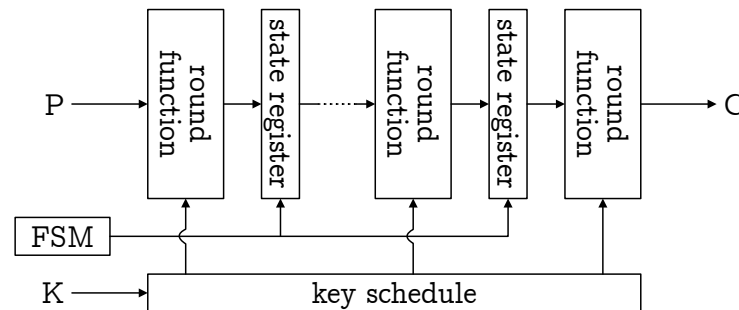 round
function
state register
round
function
state register
round
function
P
C
FSM
K
key schedule